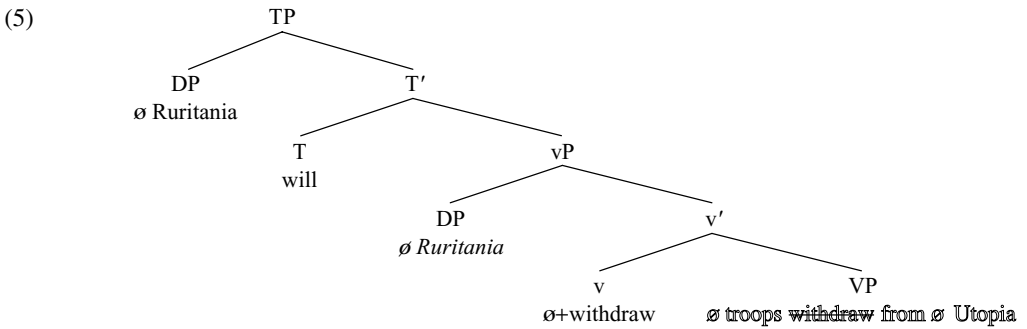 (5) TP
DP T′
ø Ruritania
T vP
will
DP v′
ø Ruritania
v VP
ø+withdraw ø troops withdraw from ø Utopia